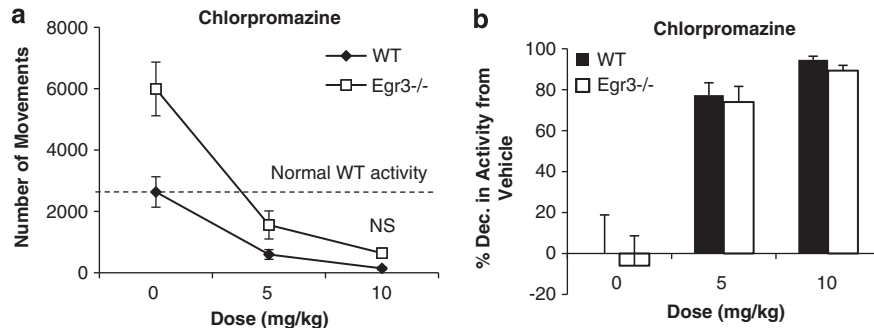 a
Chlorpromazine
Number of Movements
8000
6000
4000
2000
0
WT
Egr3-/-
Normal WT activity
NS
0 5 10
Dose (mg/kg)
b
Chlorpromazine
% Dec. in Activity from
Vehicle
100
80
60
40
20
0
-20
WT
Egr3-/-
0 5 10
Dose (mg/kg)